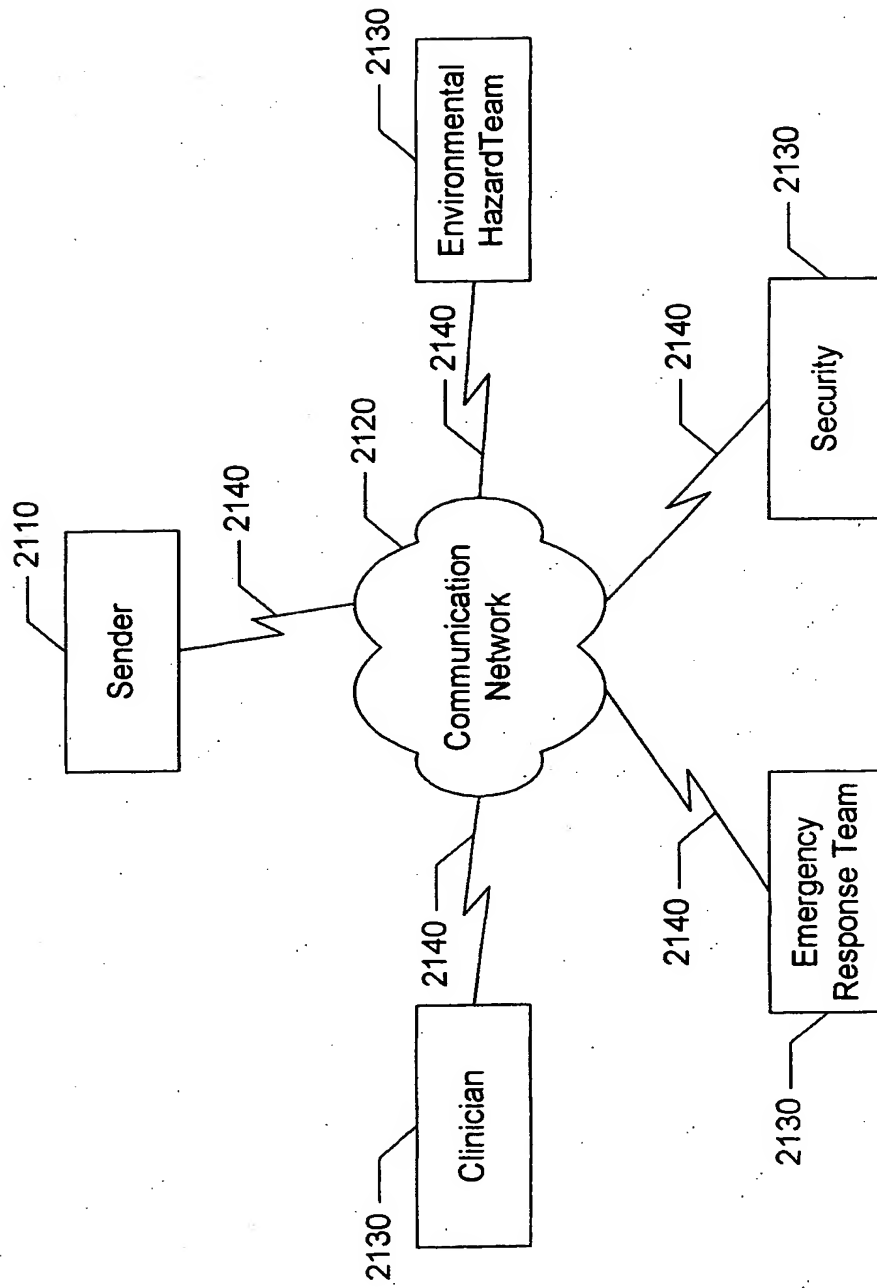 2110
Sender
2140
2120
Communication
Network
2140
Clinician
2130
2140
Environmental
HazardTeam
2130
2140
Emergency
Response Team
2130
2140
Security
2130